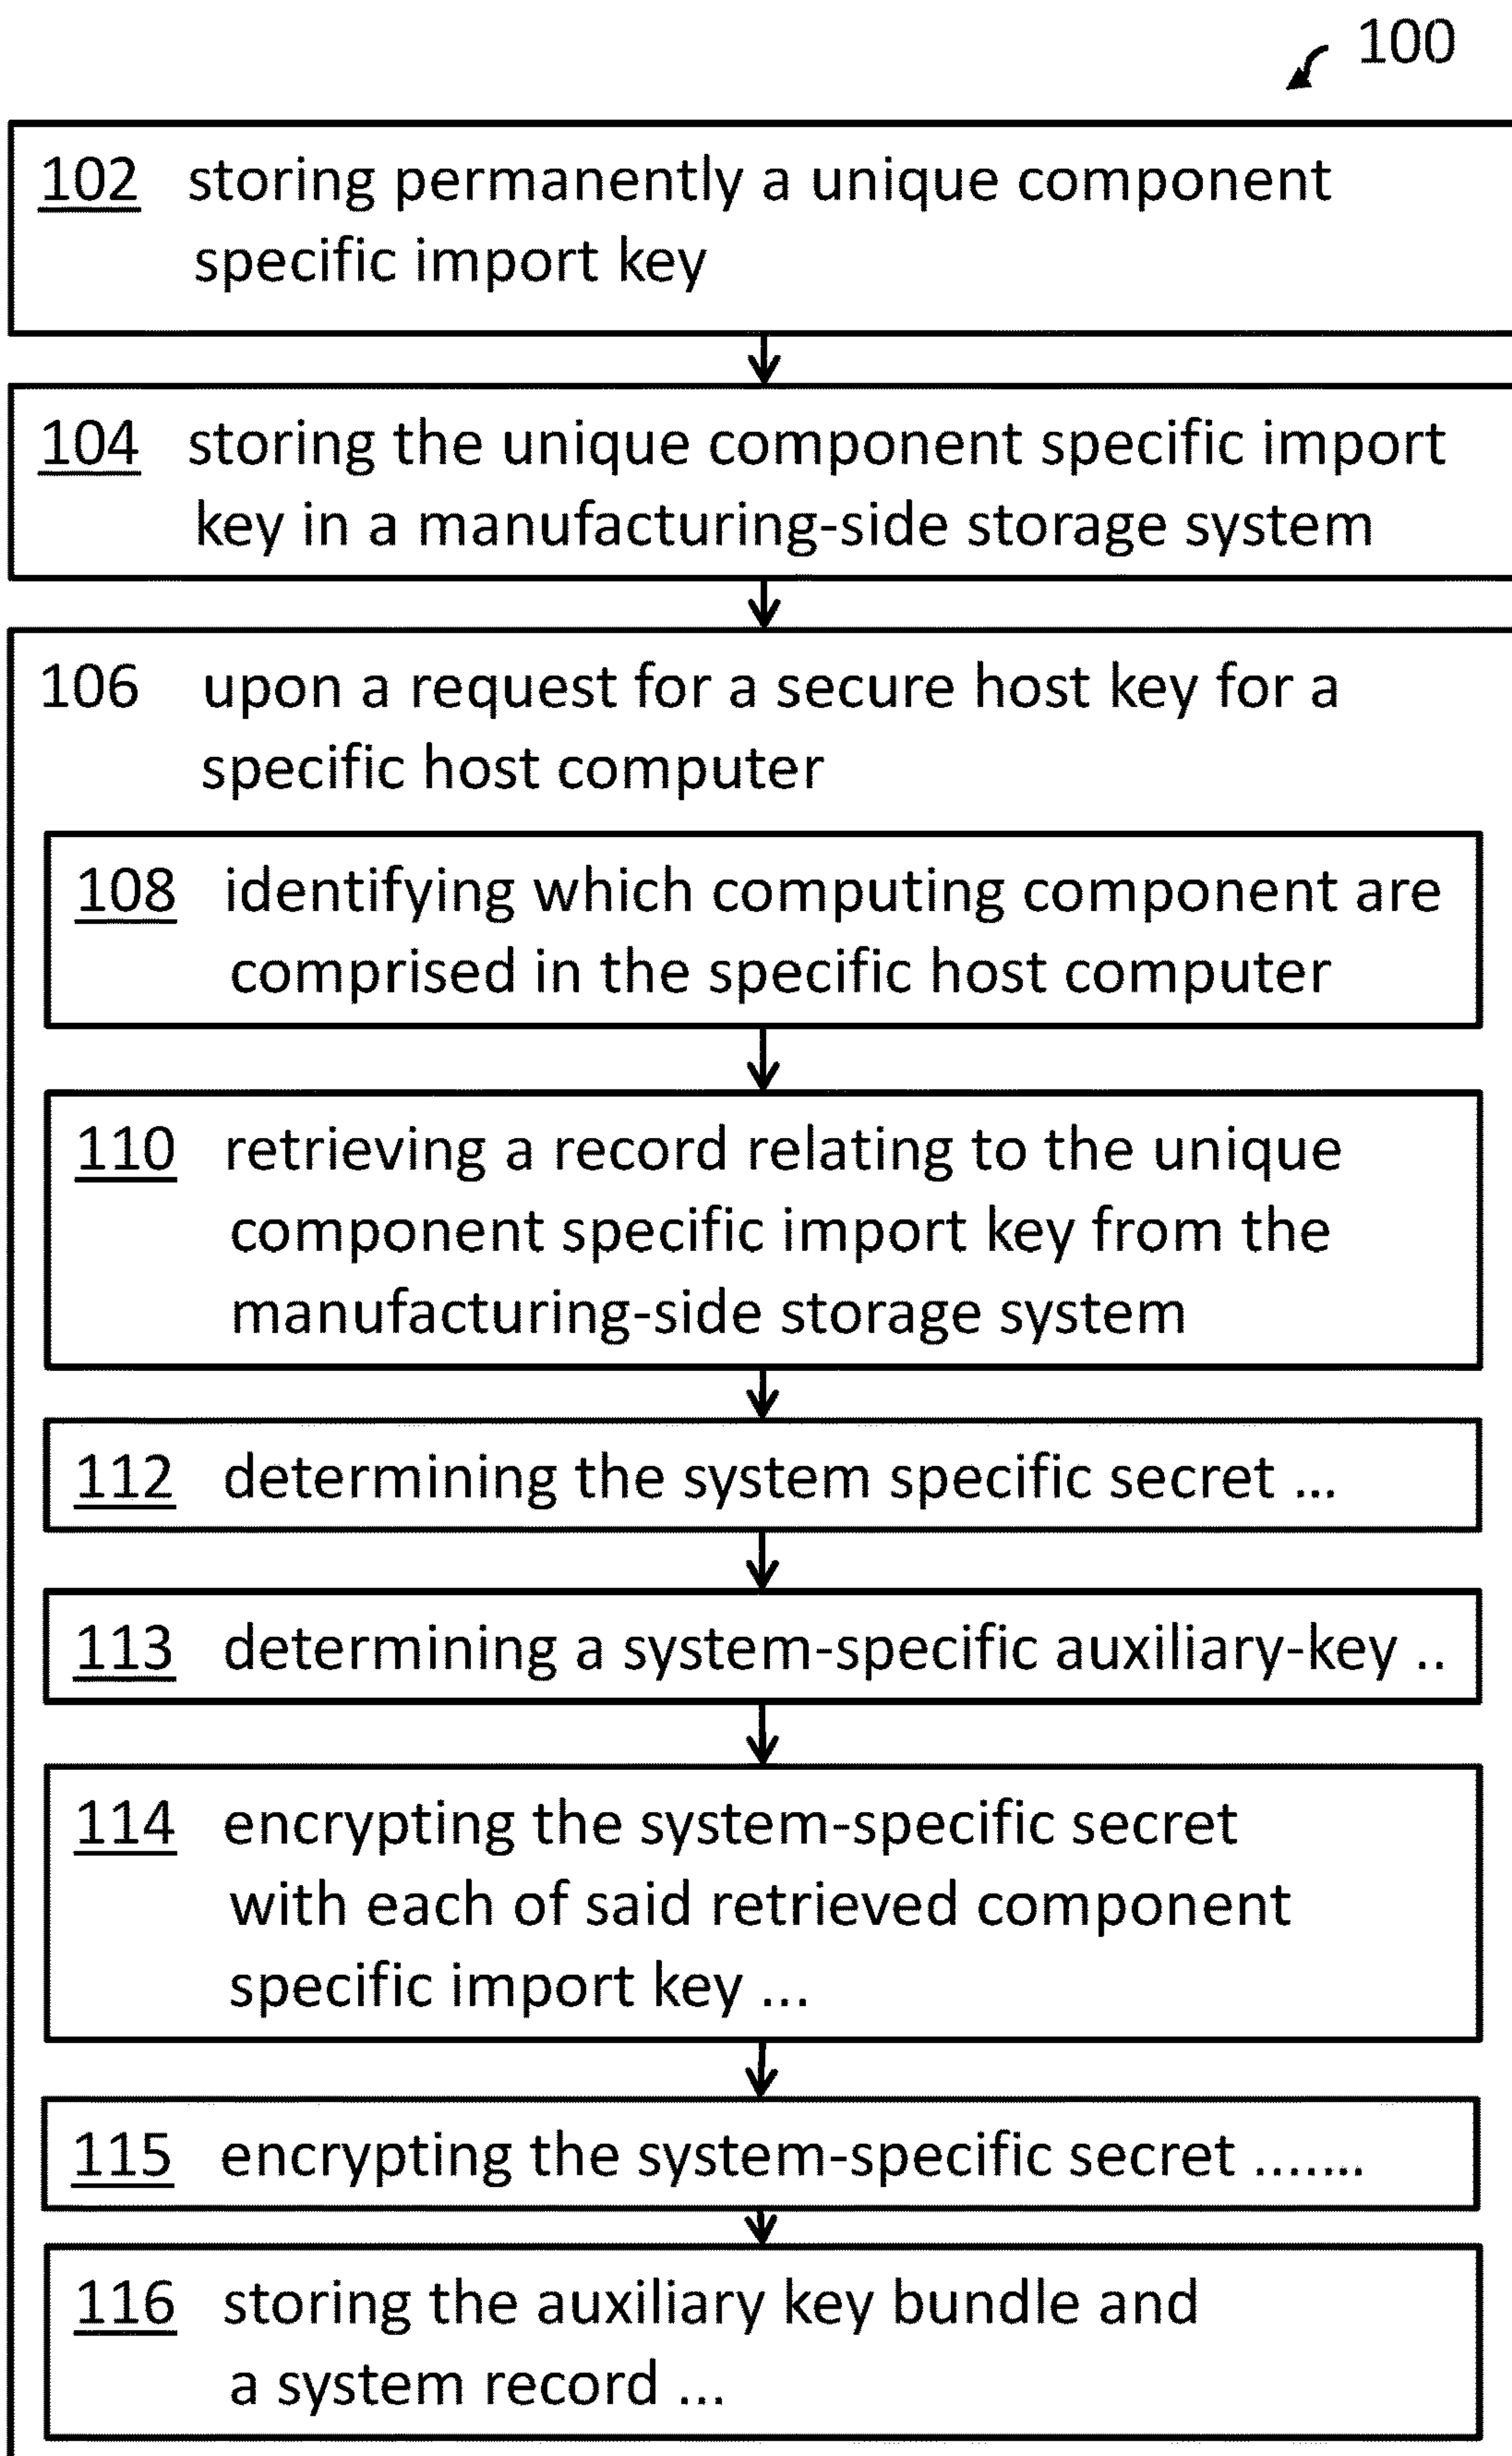 100
102 storing permanently a unique component
specific import key
104 storing the unique component specific import
key in a manufacturing-side storage system
106 upon a request for a secure host key for a
specific host computer
108 identifying which computing component are
comprised in the specific host computer
110 retrieving a record relating to the unique
component specific import key from the
manufacturing-side storage system
112 determining the system specific secret ...
113 determining a system-specific auxiliary-key ..
114 encrypting the system-specific secret
with each of said retrieved component
specific import key ...
115 encrypting the system-specific secret .......
116 storing the auxiliary key bundle and
a system record ...